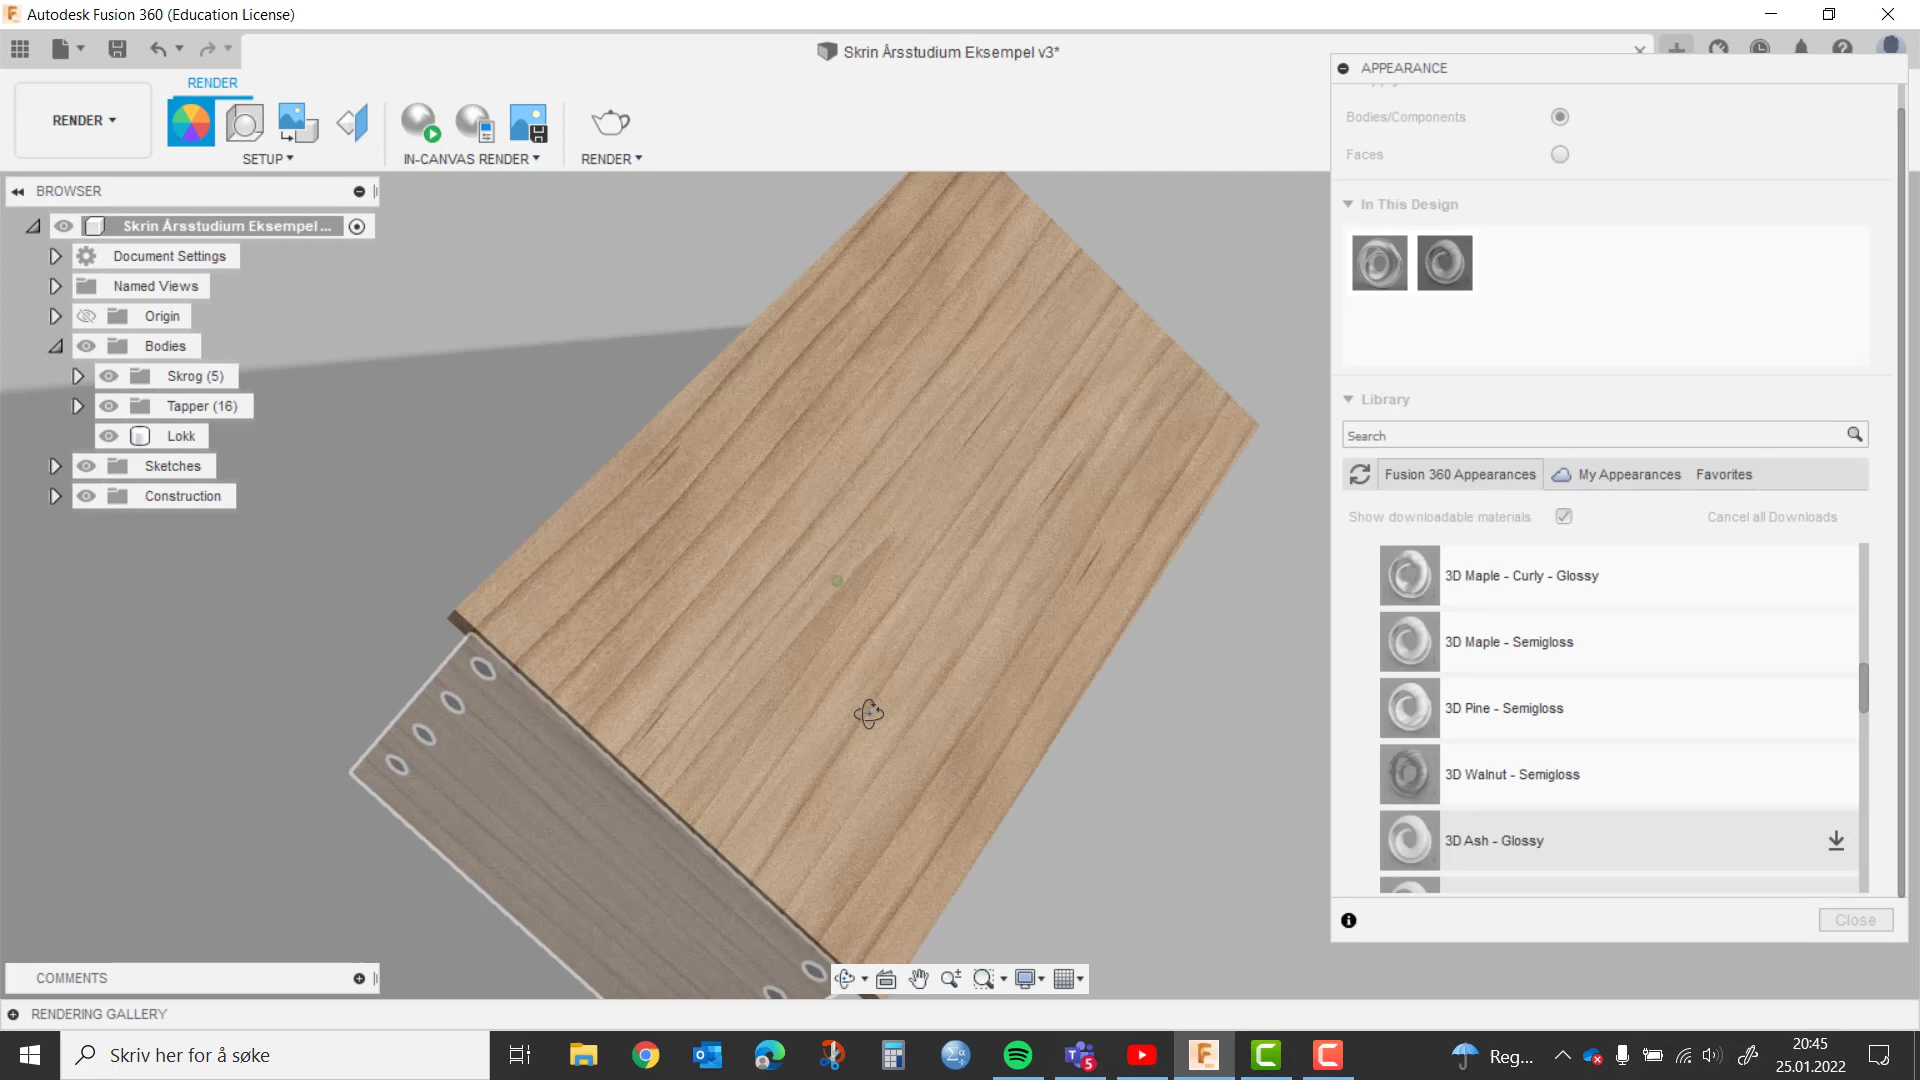 Autodesk Fusion 360 (Education License)
Skrin Årsstudium Eksempel v3*
RENDER
RENDER
SETUP
IN-CANVAS RENDER
RENDER
BROWSER
Skrin Årsstudium Eksempel ...
Document Settings
Named Views
Origin
Bodies
Skrog (5)
Tapper (16)
Lokk
Sketches
Construction
APPEARANCE
Bodies/Components
Faces
In This Design
Library
Search
Fusion 360 Appearances
My Appearances
Favorites
Show downloadable materials
Cancel all Downloads
3D Maple - Curly - Glossy
3D Maple - Semigloss
3D Pine - Semigloss
3D Walnut - Semigloss
3D Ash - Glossy
Close
COMMENTS
RENDERING GALLERY
Skriv her for å søke
Reg...
20:45
25.01.2022